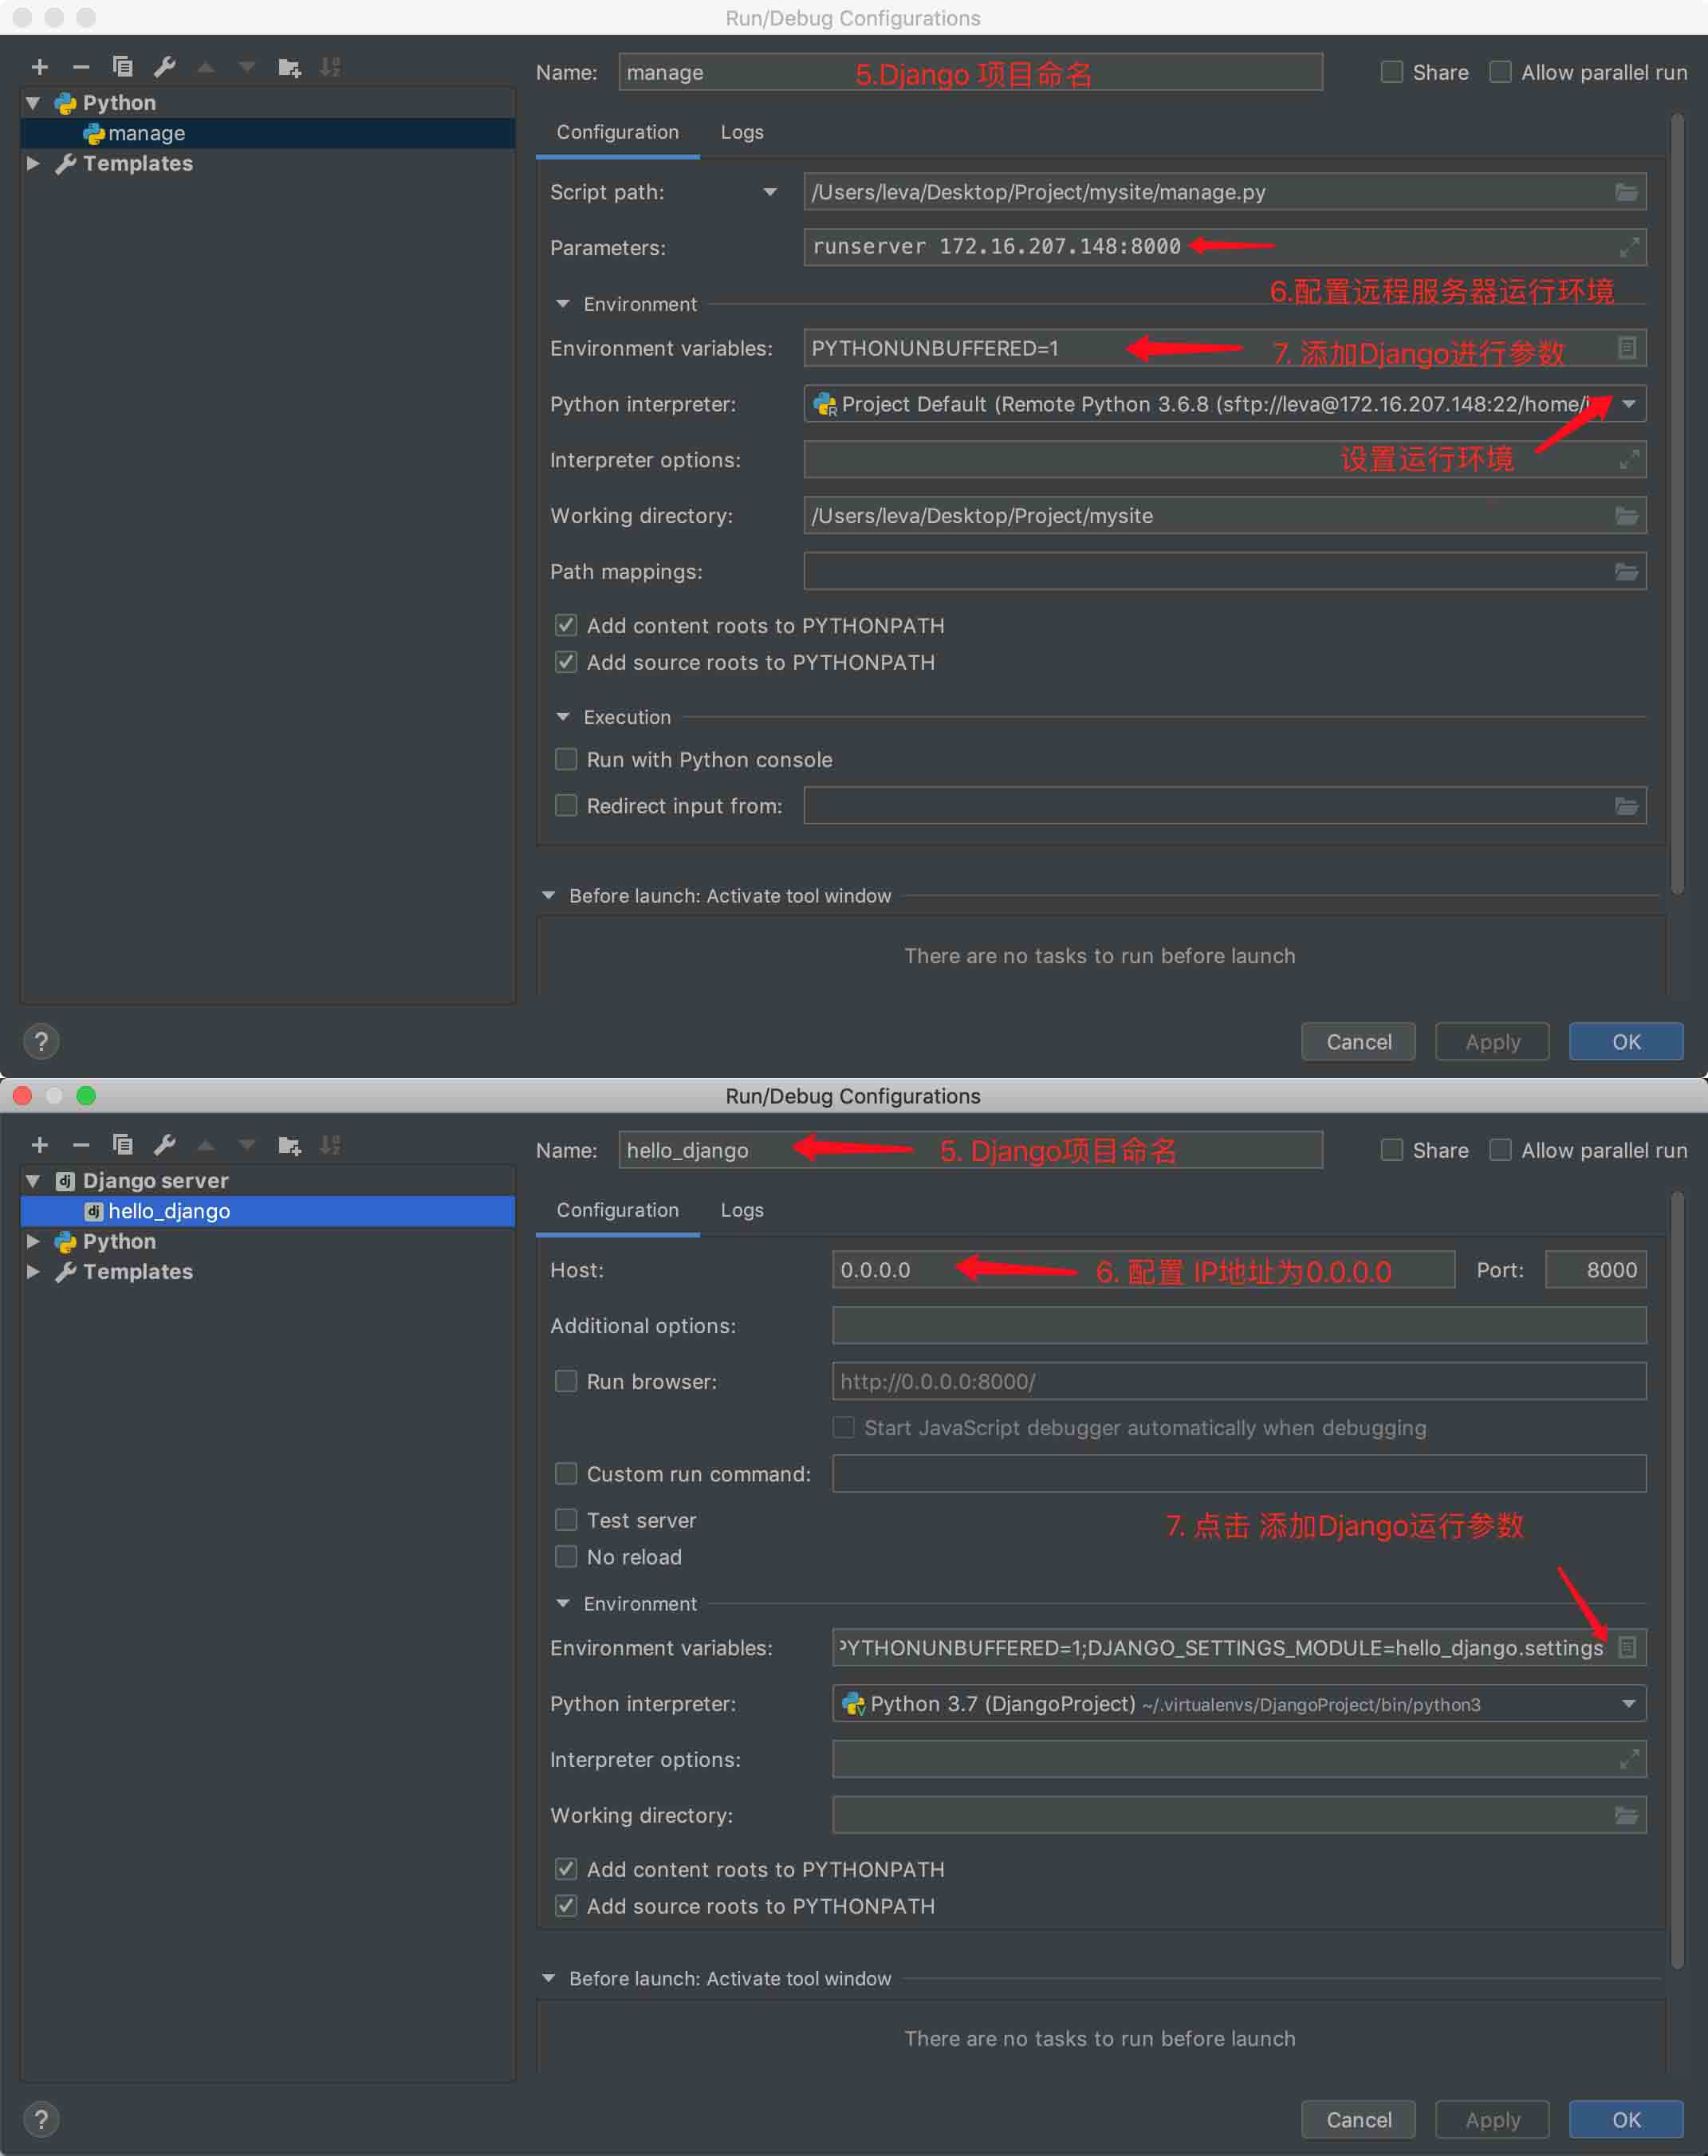 Run/Debug Configurations
Name: manage 5.Django 项目命名 Share Allow parallel run
Python
manage
Templates
Configuration Logs
Script path: /Users/leva/Desktop/Project/mysite/manage.py
Parameters: runserver 172.16.207.148:8000
6.配置远程服务器运行环境
Environment
Environment variables: PYTHONUNBUFFERED=1 7. 添加Django进行参数
Python interpreter: Project Default (Remote Python 3.6.8 (sftp://leva@172.16.207.148:22/home/
Interpreter options: 设置运行环境
Working directory: /Users/leva/Desktop/Project/mysite
Path mappings:
Add content roots to PYTHONPATH
Add source roots to PYTHONPATH
Execution
Run with Python console
Redirect input from:
Before launch: Activate tool window
There are no tasks to run before launch
? Cancel Apply OK
Run/Debug Configurations
Name: hello_django 5. Django项目命名 Share Allow parallel run
Django server
hello_django
Python
Templates
Configuration Logs
Host: 0.0.0.0 6. 配置 IP地址为0.0.0.0 Port: 8000
Additional options:
Run browser: http://0.0.0.0:8000/
Start JavaScript debugger automatically when debugging
Custom run command:
Test server
7. 点击 添加Django运行参数
No reload
Environment
Environment variables: PYTHONUNBUFFERED=1;DJANGO_SETTINGS_MODULE=hello_django.settings
Python interpreter: Python 3.7 (DjangoProject) ~/.virtualenvs/DjangoProject/bin/python3
Interpreter options:
Working directory:
Add content roots to PYTHONPATH
Add source roots to PYTHONPATH
Before launch: Activate tool window
There are no tasks to run before launch
? Cancel Apply OK